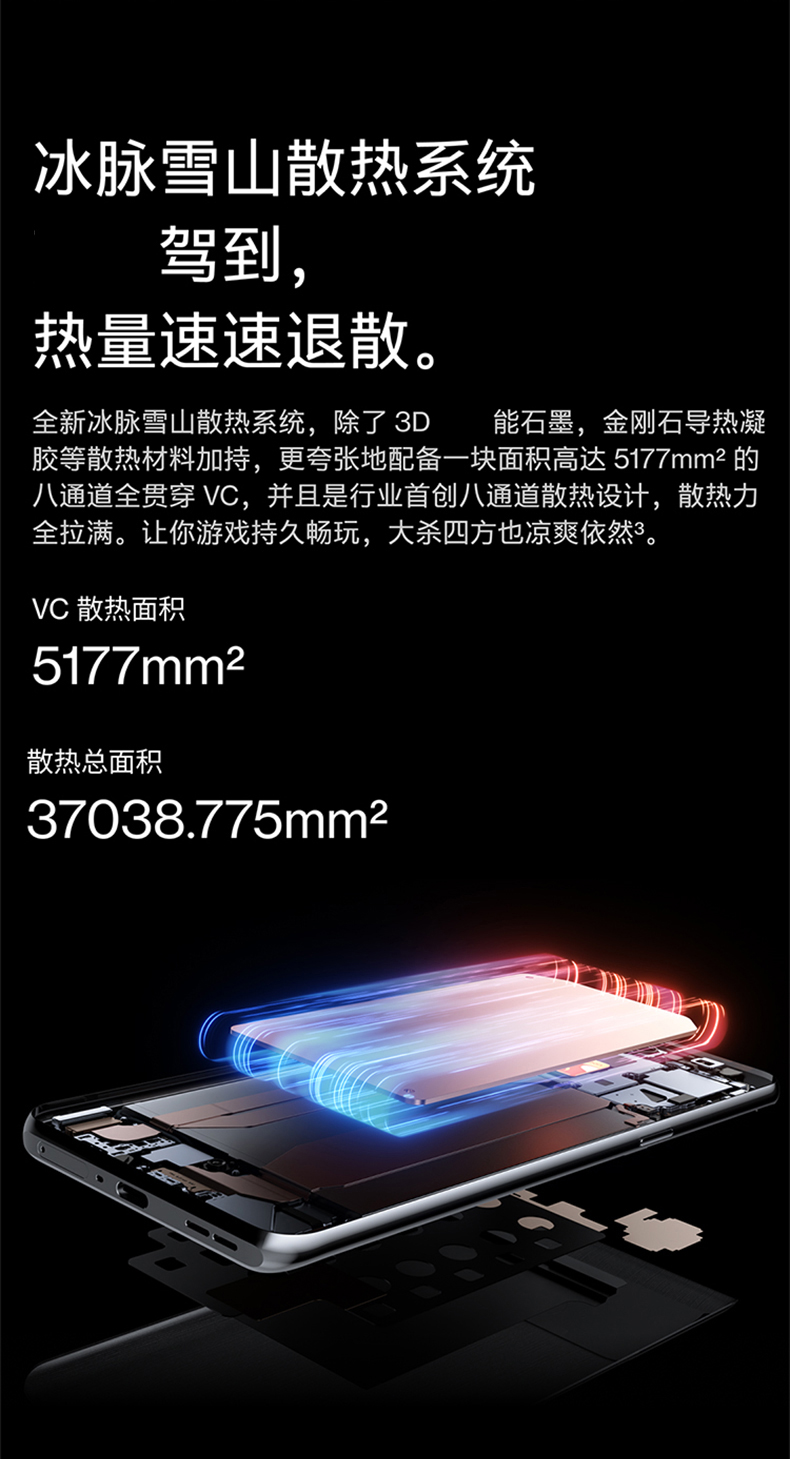 冰脉雪山散热系统
驾到，
热量速速退散。
全新冰脉雪山散热系统，除了 3D 能石墨，金刚石导热凝
胶等散热材料加持，更夸张地配备一块面积高达 5177mm² 的
八通道全贯穿 VC，并且是行业首创八通道散热设计，散热力
全拉满。让你游戏持久畅玩，大杀四方也凉爽依然³。
VC 散热面积
5177mm²
散热总面积
37038.775mm²